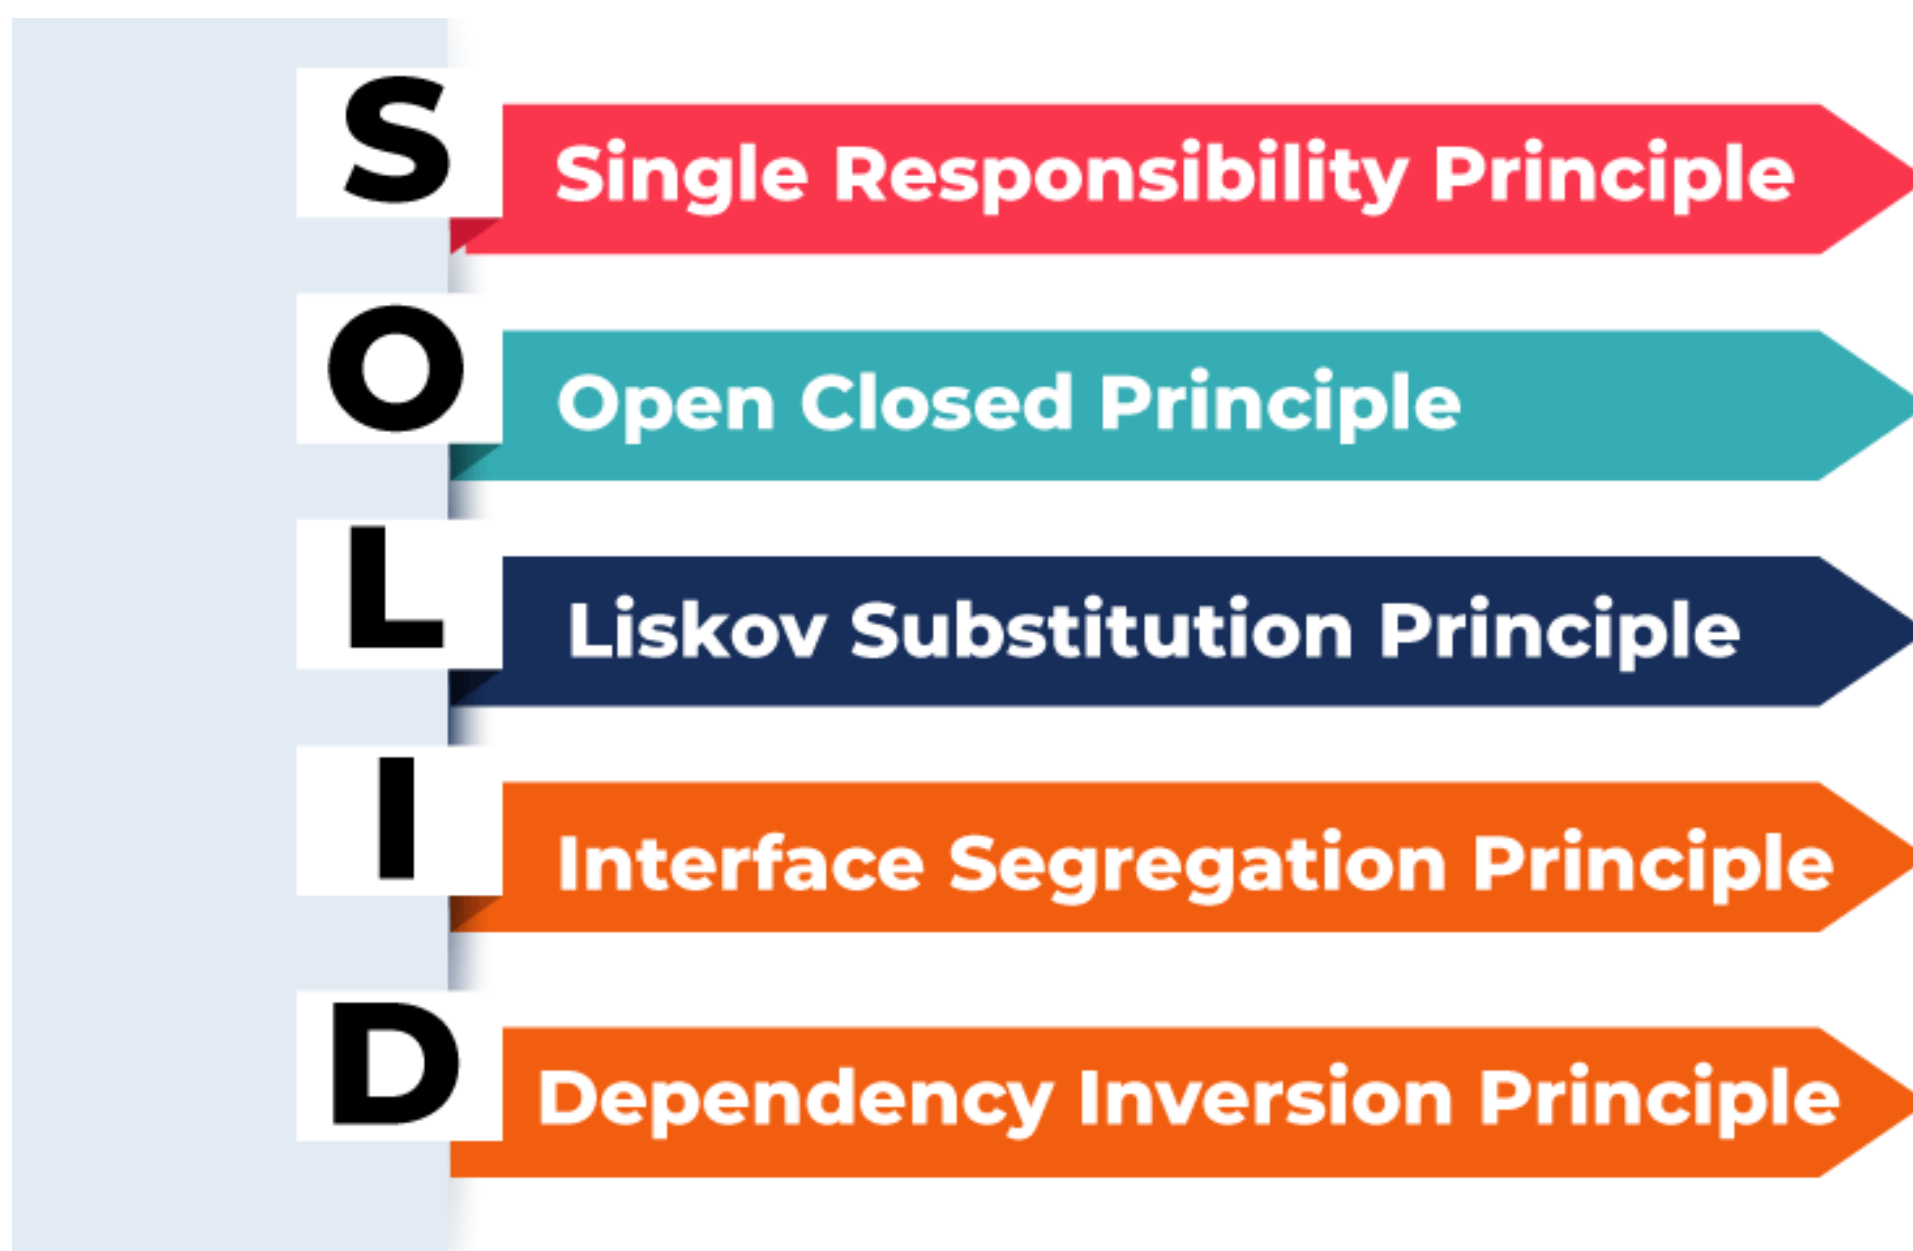 S
Single Responsibility Principle
O
Open Closed Principle
L
Liskov Substitution Principle
I
Interface Segregation Principle
D
Dependency Inversion Principle